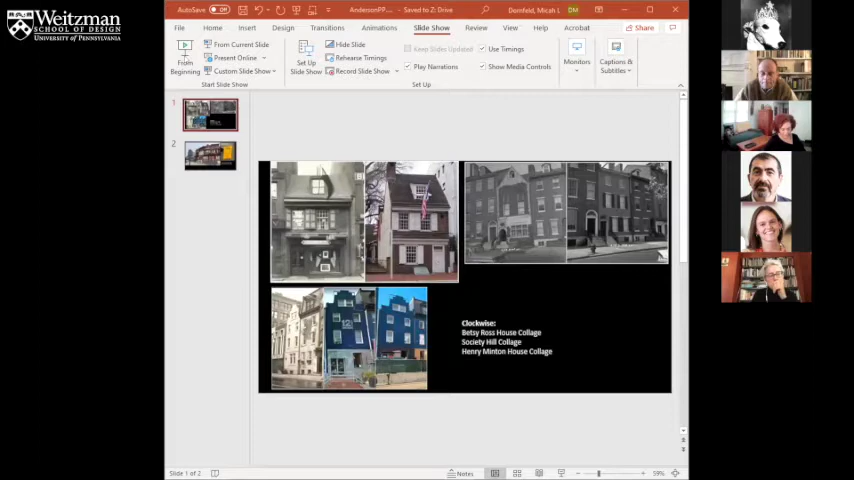 Weitzman
SCHOOL OF DESIGN
UNIVERSITY OF PENNSYLVANIA
AutoSave Off
AndersonPP... - Saved to Z: Drive
Dornfeld, Micah L
DM
File Home Insert Design Transitions Animations Slide Show Review View Help Acrobat
Share
From Beginning
From Current Slide
Present Online
Custom Slide Show
Start Slide Show
Set Up Slide Show
Hide Slide
Rehearse Timings
Record Slide Show
Keep Slides Updated
Play Narrations
Use Timings
Show Media Controls
Set Up
Monitors
Captions & Subtitles
1
2
Clockwise:
Betsy Ross House Collage
Society Hill Collage
Henry Minton House Collage
Slide 1 of 2
Notes
59%